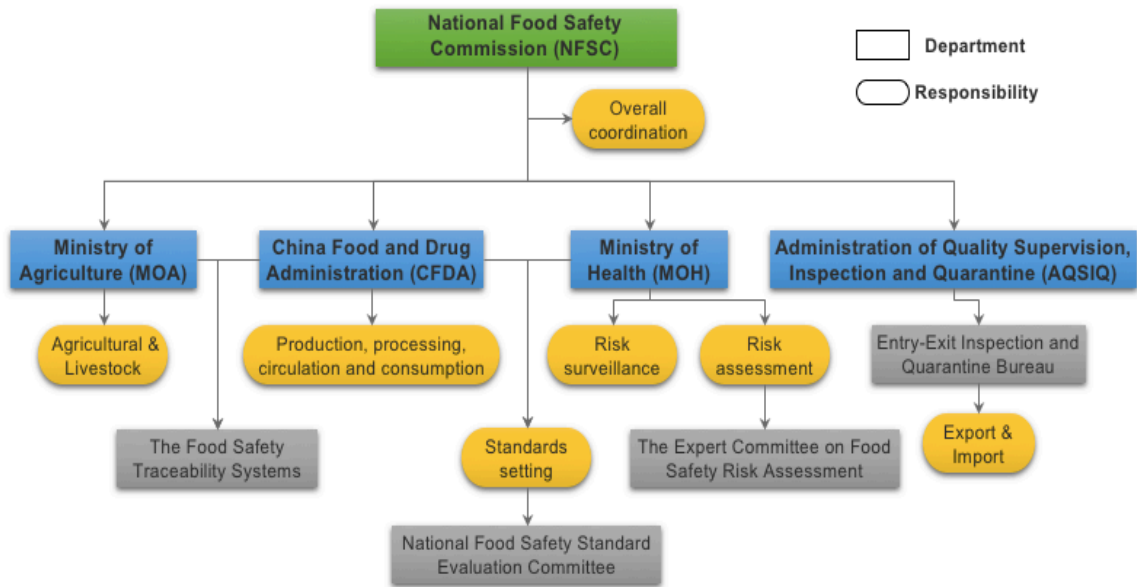 National Food Safety
Commission (NFSC)
Department
Responsibility
Overall
coordination
Ministry of
Agriculture (MOA)
China Food and Drug
Administration (CFDA)
Ministry of
Health (MOH)
Administration of Quality Supervision,
Inspection and Quarantine (AQSIQ)
Agricultural &
Livestock
Production, processing,
circulation and consumption
Risk
surveillance
Risk
assessment
Entry-Exit Inspection and
Quarantine Bureau
The Food Safety
Traceability Systems
Standards
setting
The Expert Committee on Food
Safety Risk Assessment
Export &
Import
National Food Safety Standard
Evaluation Committee